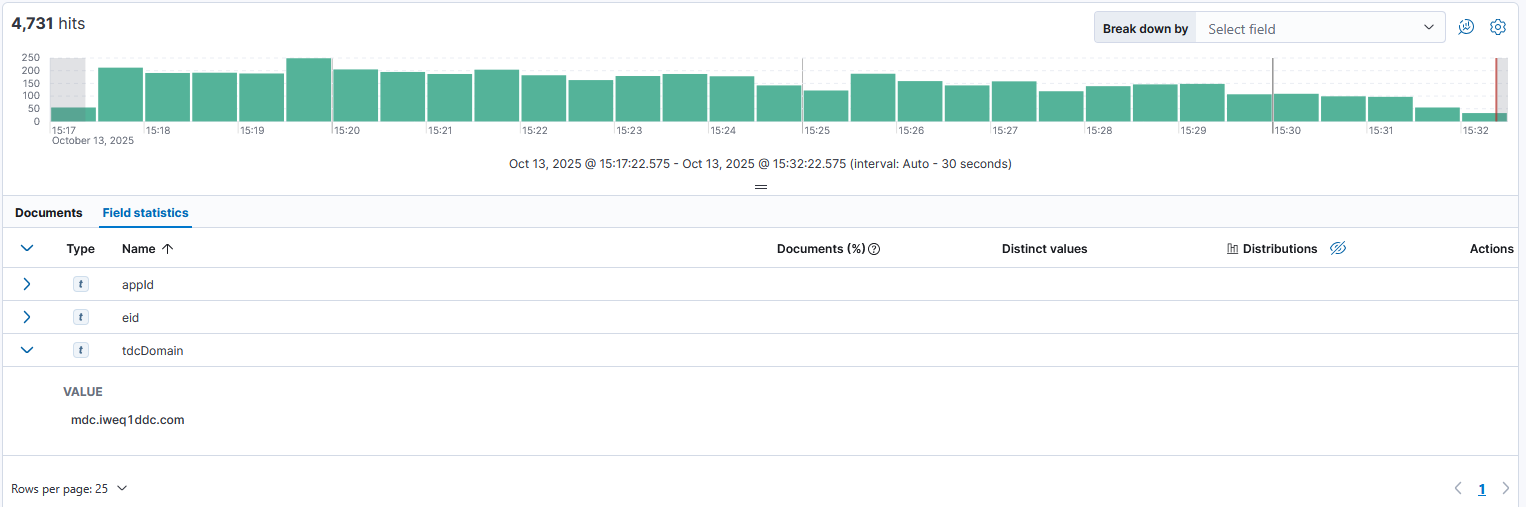 4,731 hits
Break down by Select field
250
200
150
100
50
0
15:17 15:18 15:19 15:20 15:21 15:22 15:23 15:24 15:25 15:26 15:27 15:28 15:29 15:30 15:31 15:32
October 13, 2025
Oct 13, 2025 @ 15:17:22.575 - Oct 13, 2025 @ 15:32:22.575 (interval: Auto - 30 seconds)
Documents Field statistics
Type Name Documents (%) Distinct values Distributions Actions
t appId
t eid
t tdcDomain
VALUE
mdc.iweq1ddc.com
Rows per page: 25 1